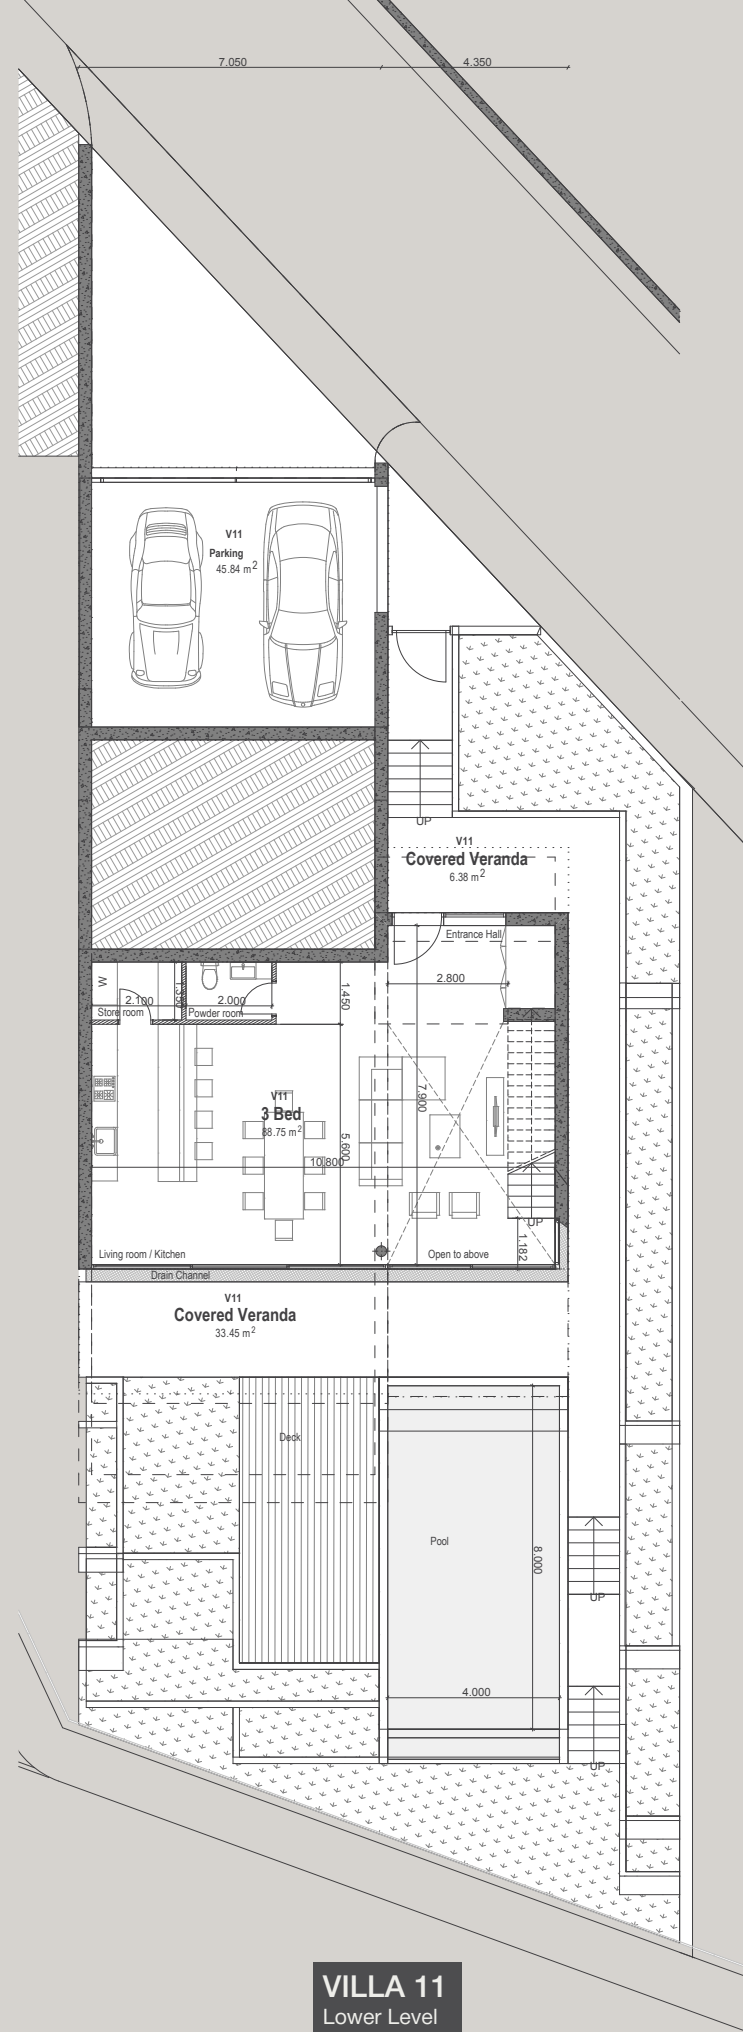 7.050
4.350
V11
Parking
45.84 m²
UP
V11
Covered Veranda
6.38 m²
Entrance Hall
2.800
W
2.100
1.350
2.000
1.450
Store room
Powder room
7.900
V11
3 Bed
88.75 m²
5.600
10.800
UP
1.182
Living room / Kitchen
Open to above
Drain Channel
V11
Covered Veranda
33.45 m²
Deck
Pool
8.000
UP
4.000
UP
VILLA 11
Lower Level